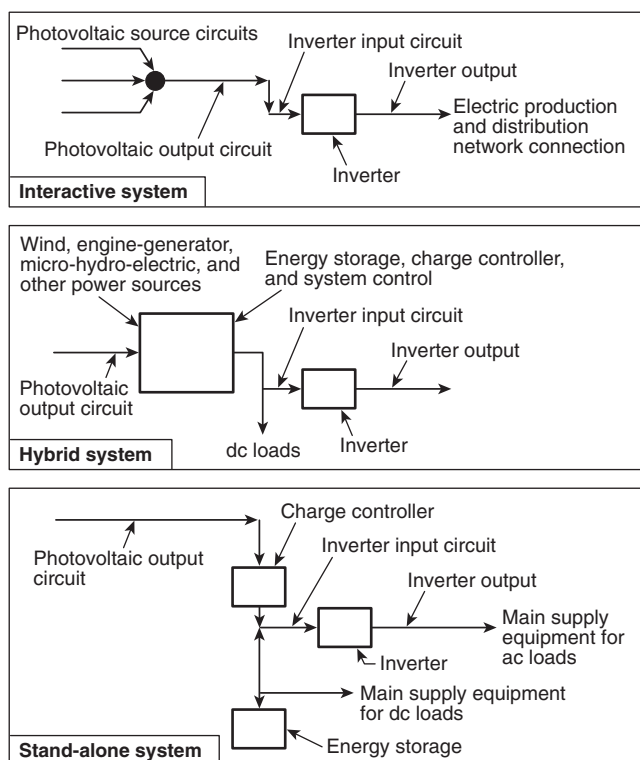 Photovoltaic source circuits
Inverter input circuit
Inverter output
Electric production
and distribution
network connection
Photovoltaic output circuit
Inverter
Interactive system
Wind, engine-generator,
micro-hydro-electric, and
other power sources
Energy storage, charge controller,
and system control
Inverter input circuit
Inverter output
Photovoltaic
output circuit
dc loads
Inverter
Hybrid system
Charge controller
Photovoltaic output
circuit
Inverter input circuit
Inverter output
Main supply
equipment for
ac loads
Inverter
Main supply equipment
for dc loads
Energy storage
Stand-alone system